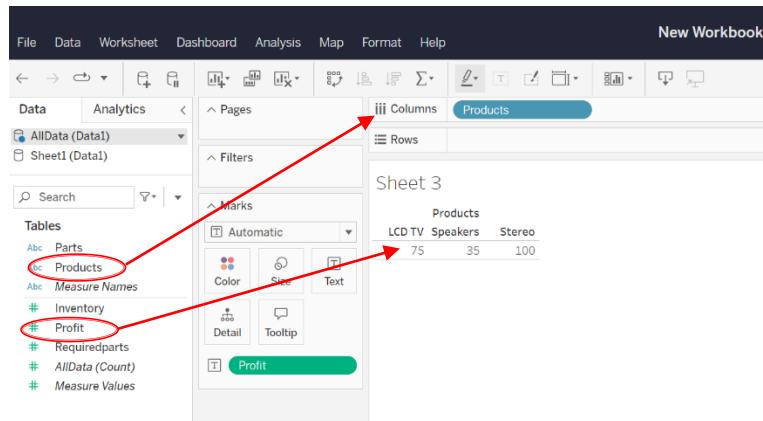 New Workbook
File Data Worksheet Dashboard Analysis Map Format Help
Data Analytics
AllData (Data1)
Sheet1 (Data1)
Search
Tables
Abc Parts
Abc Products
Abc Measure Names
# Inventory
# Profit
# Requiredparts
# AllData (Count)
# Measure Values
Pages
Filters
Marks
T Automatic
Color Size Text
Detail Tooltip
T Profit
Columns Products
Rows
Sheet 3
Products
LCD TV Speakers Stereo
75 35 100